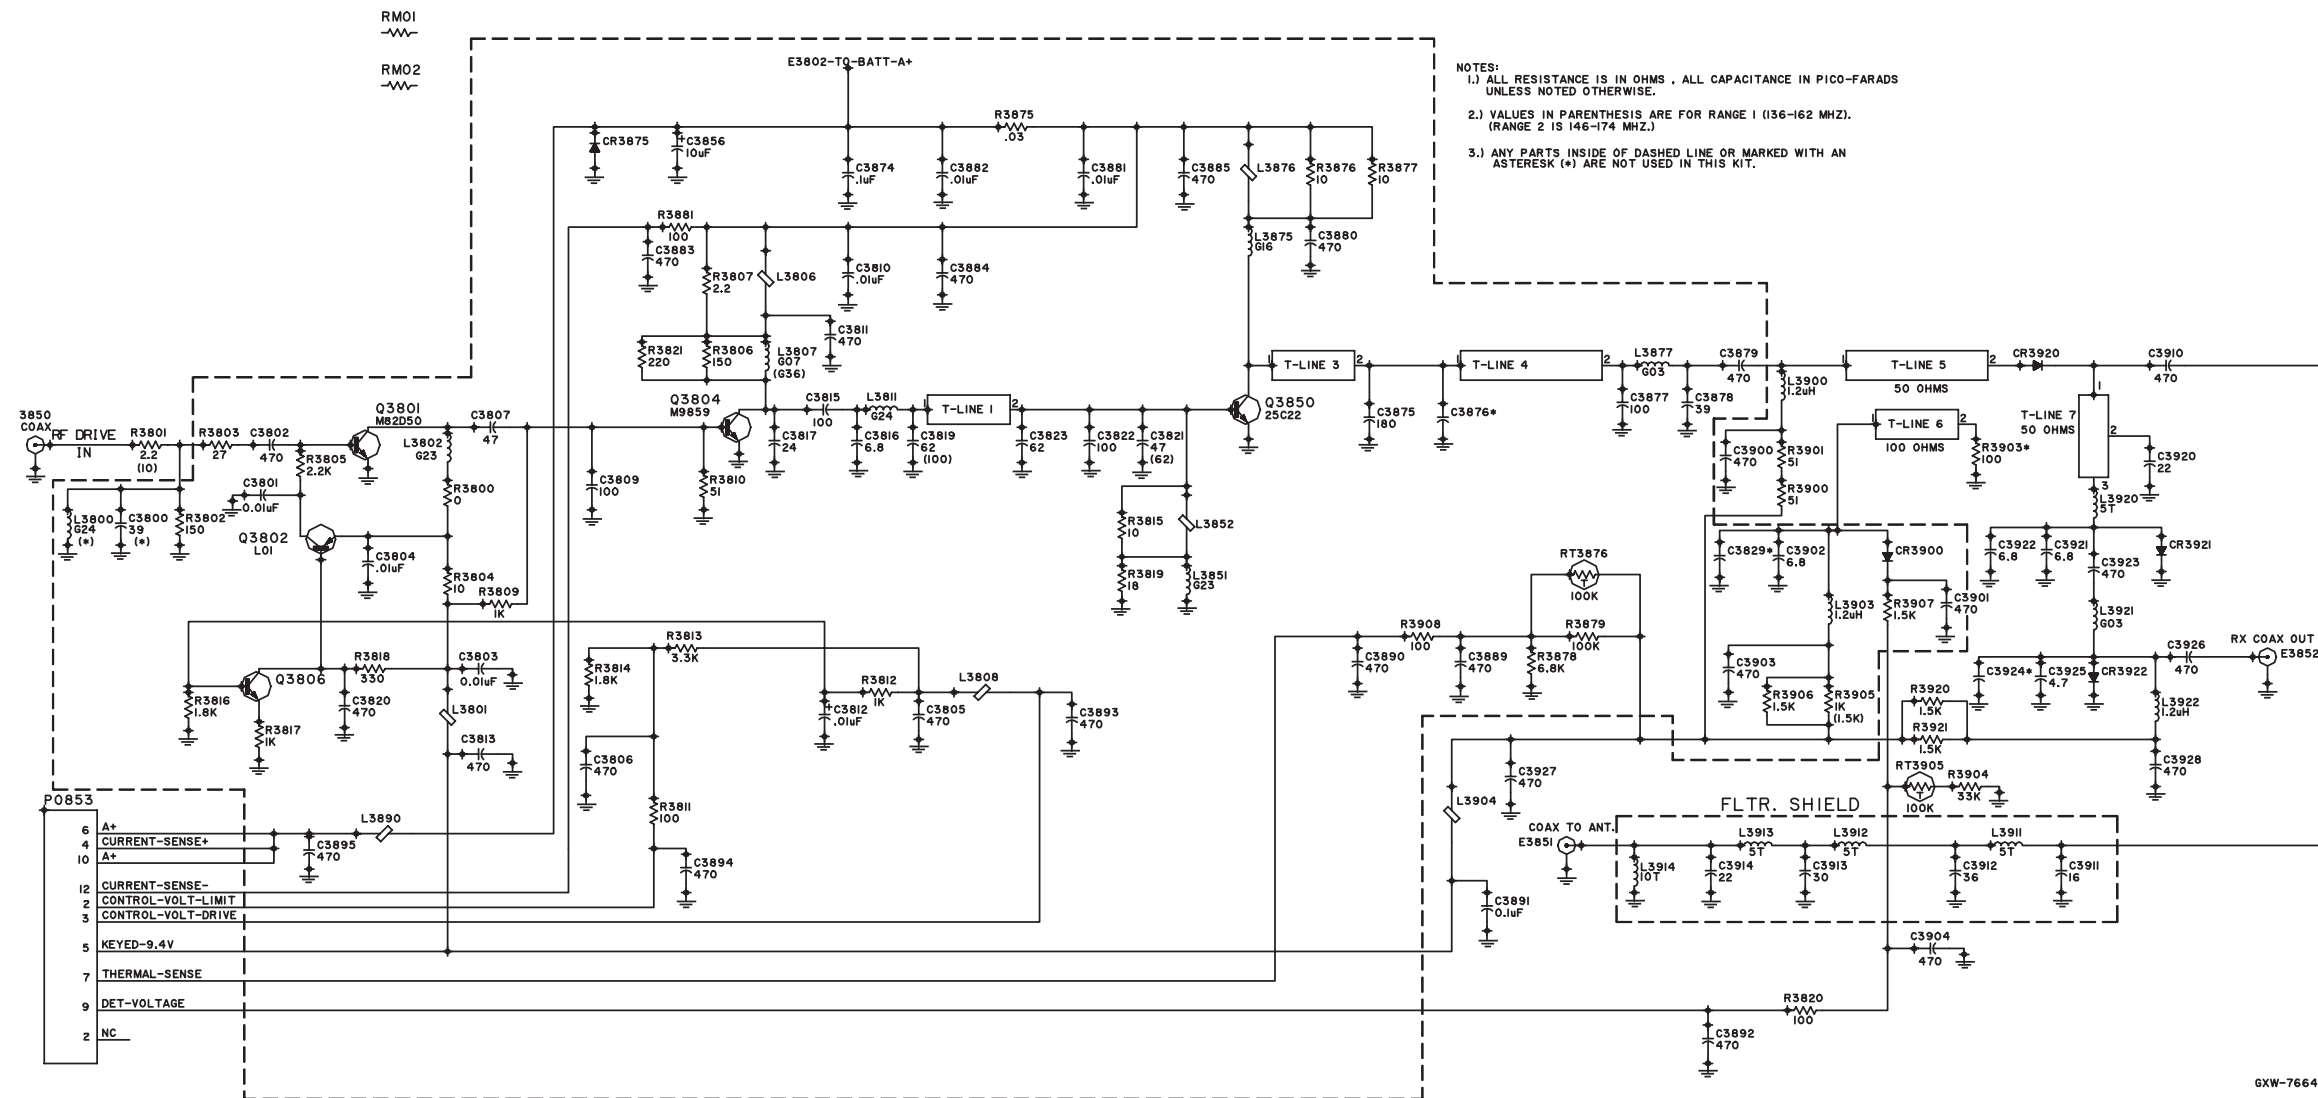 RM01
RM02
E3802-TO-BATT-A+
NOTES:
1.) ALL RESISTANCE IS IN OHMS , ALL CAPACITANCE IN PICO-FARADS
UNLESS NOTED OTHERWISE.
2.) VALUES IN PARENTHESIS ARE FOR RANGE 1 (136-162 MHZ).
(RANGE 2 IS 146-174 MHZ.)
3.) ANY PARTS INSIDE OF DASHED LINE OR MARKED WITH AN
ASTERESK (*) ARE NOT USED IN THIS KIT.
R3875
.03
CR3875
C3856
10uF
+
C3874
.1uF
C3882
.01uF
C3881
.01uF
C3885
470
L3876
R3876
10
R3877
10
R3881
100
C3883
470
R3807
2.2
L3806
C3810
.01uF
C3884
470
L3875
G16
C3880
470
R3821
220
R3806
150
L3807
G07
(G36)
C3811
470
3850
COAX
RF DRIVE
IN
R3801
2.2
(10)
R3803
27
C3802
470
R3805
2.2K
Q3801
M82D50
L3802
G23
C3807
47
Q3804
M9859
C3815
100
L3811
G24
1
T-LINE 1
2
C3817
24
C3816
6.8
C3819
62
(100)
C3823
62
C3822
100
C3821
47
(62)
Q3850
25C22
1
T-LINE 3
2
C3875
180
C3876*
1
T-LINE 4
2
L3877
G03
C3877
100
C3878
39
C3879
470
L3900
1.2uH
1
T-LINE 5
2
50 OHMS
CR3920
C3910
470
1
T-LINE 6
2
100 OHMS
R3903*
100
T-LINE 7
50 OHMS
1
2
3
C3920
22
L3920
5T
C3900
470
R3901
51
R3900
51
L3800
G24
(*)
C3800
39
(*)
R3802
150
C3801
0.01uF
Q3802
L01
C3804
.01uF
R3800
0
R3804
10
R3809
1K
C3809
100
R3810
51
R3815
10
L3852
R3819
18
L3851
G23
RT3876
T
100K
R3908
100
R3879
100K
C3890
470
C3889
470
R3878
6.8K
C3829*
C3902
6.8
CR3900
L3903
1.2uH
R3907
1.5K
C3901
470
C3922
6.8
C3921
6.8
C3923
470
CR3921
L3921
G03
C3926
470
RX COAX OUT
E3852
C3924*
C3925
4.7
CR3922
L3922
1.2uH
C3928
470
C3903
470
R3906
1.5K
R3905
1K
(1.5K)
R3920
1.5K
R3921
1.5K
RT3905
T
100K
R3904
33K
R3818
330
C3803
0.01uF
Q3806
R3816
1.8K
R3817
1K
C3820
470
L3801
C3813
470
R3814
1.8K
R3813
3.3K
C3812
.01uF
+
R3812
1K
C3805
470
L3808
C3893
470
C3806
470
R3811
100
C3894
470
C3927
470
L3904
C3891
0.1uF
COAX TO ANT.
E3851
FLTR. SHIELD
L3914
10T
C3914
22
L3913
5T
C3913
30
L3912
5T
C3912
36
L3911
5T
C3911
16
P0853
6 A+
4 CURRENT-SENSE+
10 A+
12 CURRENT-SENSE-
2 CONTROL-VOLT-LIMIT
3 CONTROL-VOLT-DRIVE
5 KEYED-9.4V
7 THERMAL-SENSE
9 DET-VOLTAGE
2 NC
C3895
470
L3890
C3904
470
R3820
100
C3892
470
GXW-7664